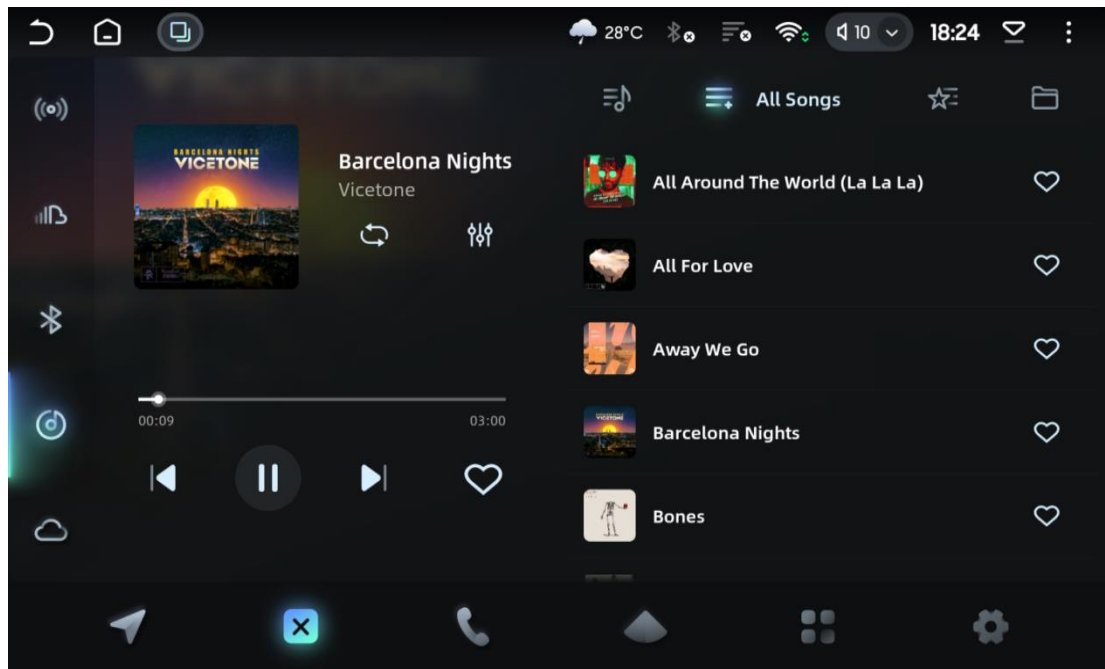 28°C
10
18:24
All Songs
BARCELONA NIGHTS
VICETONE
Barcelona Nights
Vicetone
00:09
03:00
All Around The World (La La La)
All For Love
Away We Go
Barcelona Nights
Bones